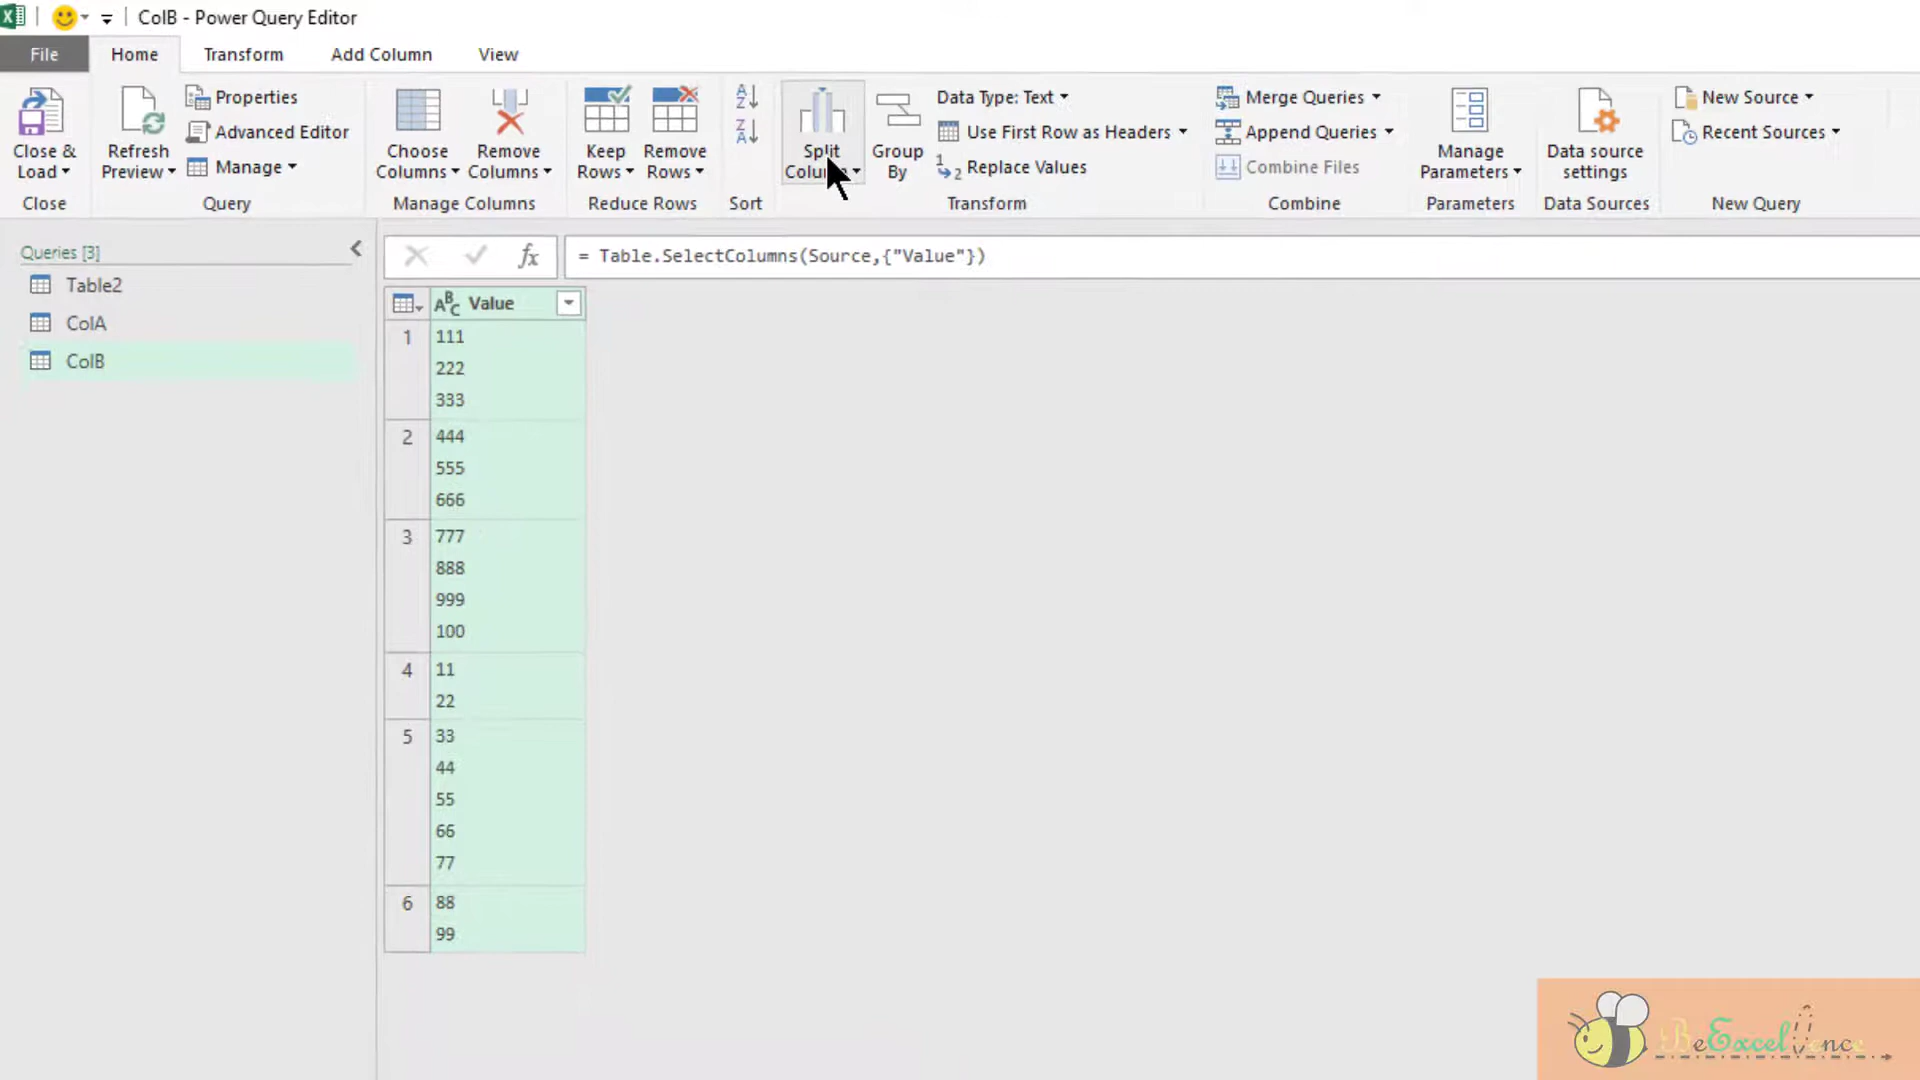 ColB - Power Query Editor
File Home Transform Add Column View
Close & Load
Refresh Preview
Properties
Advanced Editor
Manage
Choose Columns
Remove Columns
Keep Rows
Remove Rows
A Z
Z A
Split
Group By
Data Type: Text
Use First Row as Headers
1 2 Replace Values
Merge Queries
Append Queries
Combine Files
Manage Parameters
Data source settings
New Source
Recent Sources
Close Query Manage Columns Reduce Rows Sort Transform Combine Parameters Data Sources New Query
Queries [3]
Table2
ColA
ColB
fx = Table.SelectColumns(Source,{"Value"})
ABC Value
1 111
222
333
2 444
555
666
3 777
888
999
100
4 11
22
5 33
44
55
66
77
6 88
99